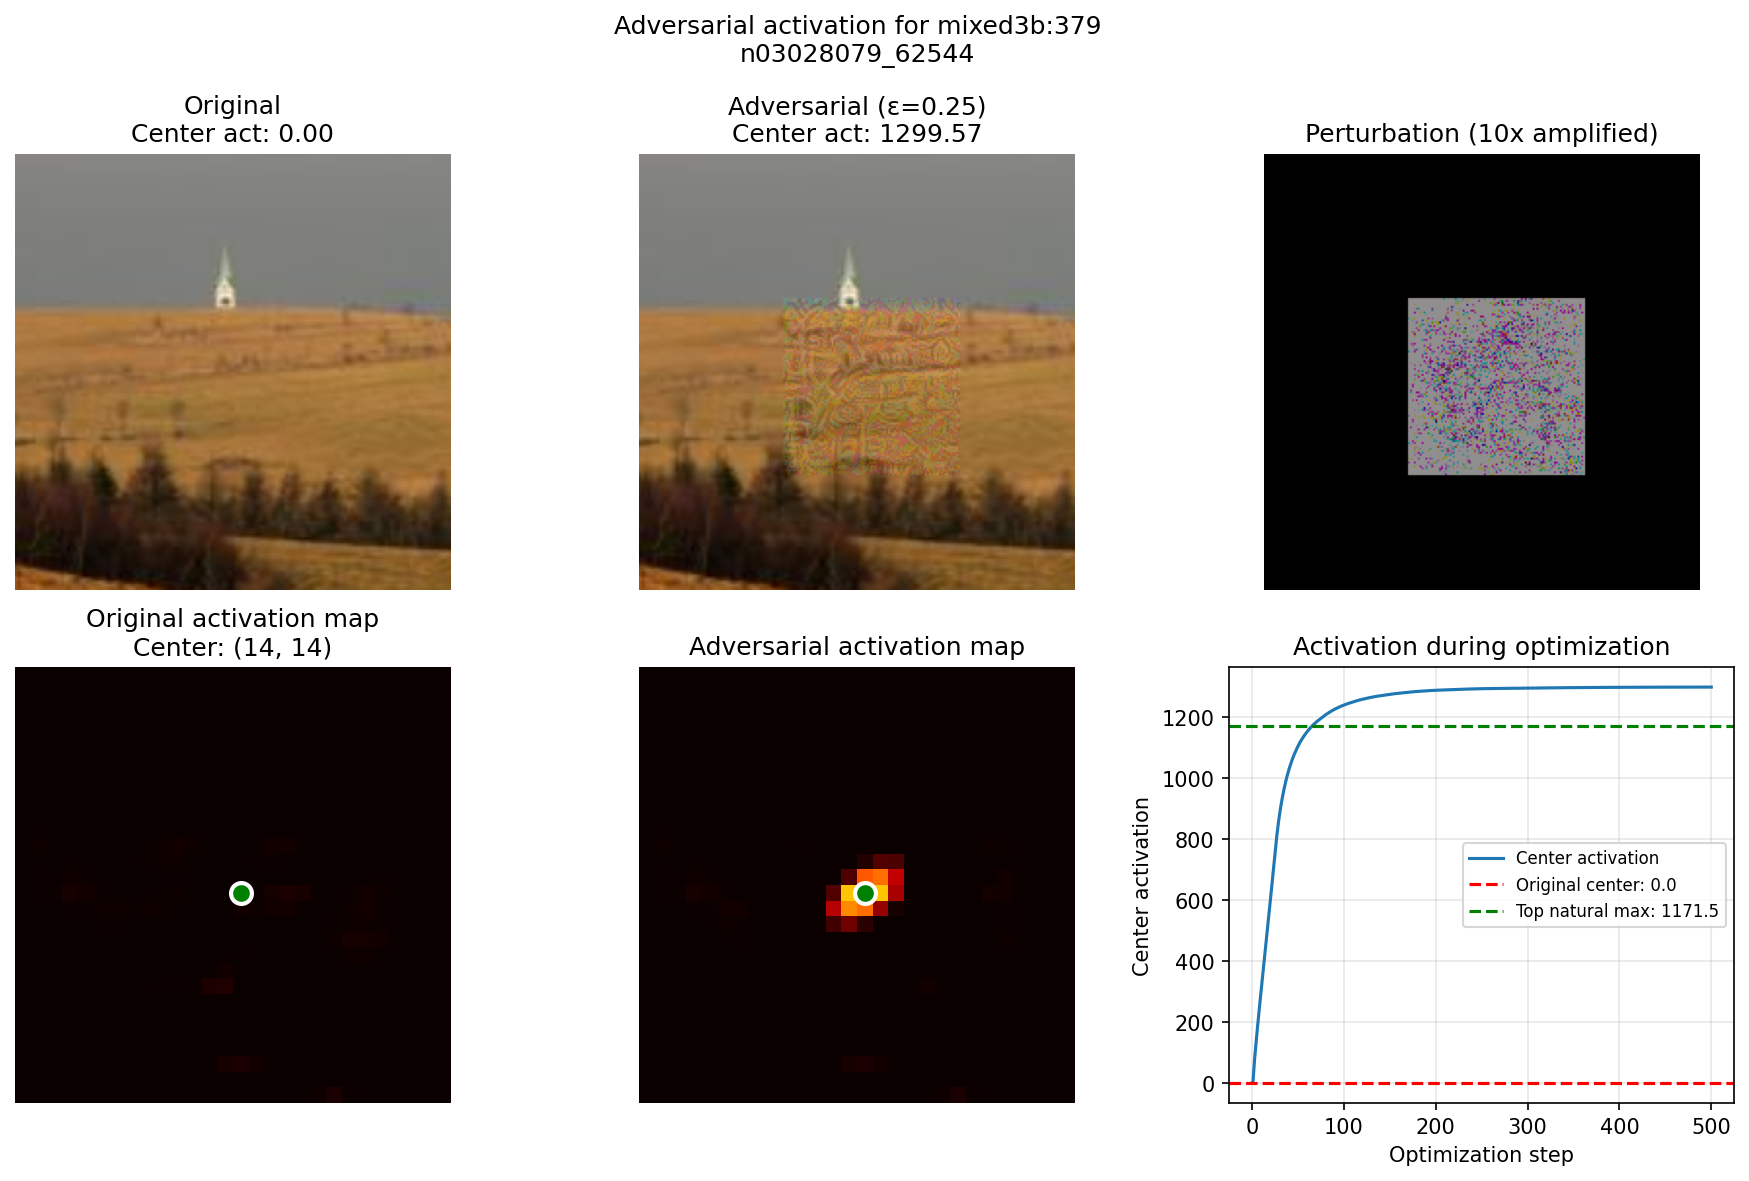 Adversarial activation for mixed3b:379
n03028079_62544
Original
Center act: 0.00
Adversarial (ε=0.25)
Center act: 1299.57
Perturbation (10x amplified)
Original activation map
Center: (14, 14)
Adversarial activation map
Activation during optimization
Center activation
1200
1000
800
600
400
200
0
Center activation
Original center: 0.0
Top natural max: 1171.5
0 100 200 300 400 500
Optimization step